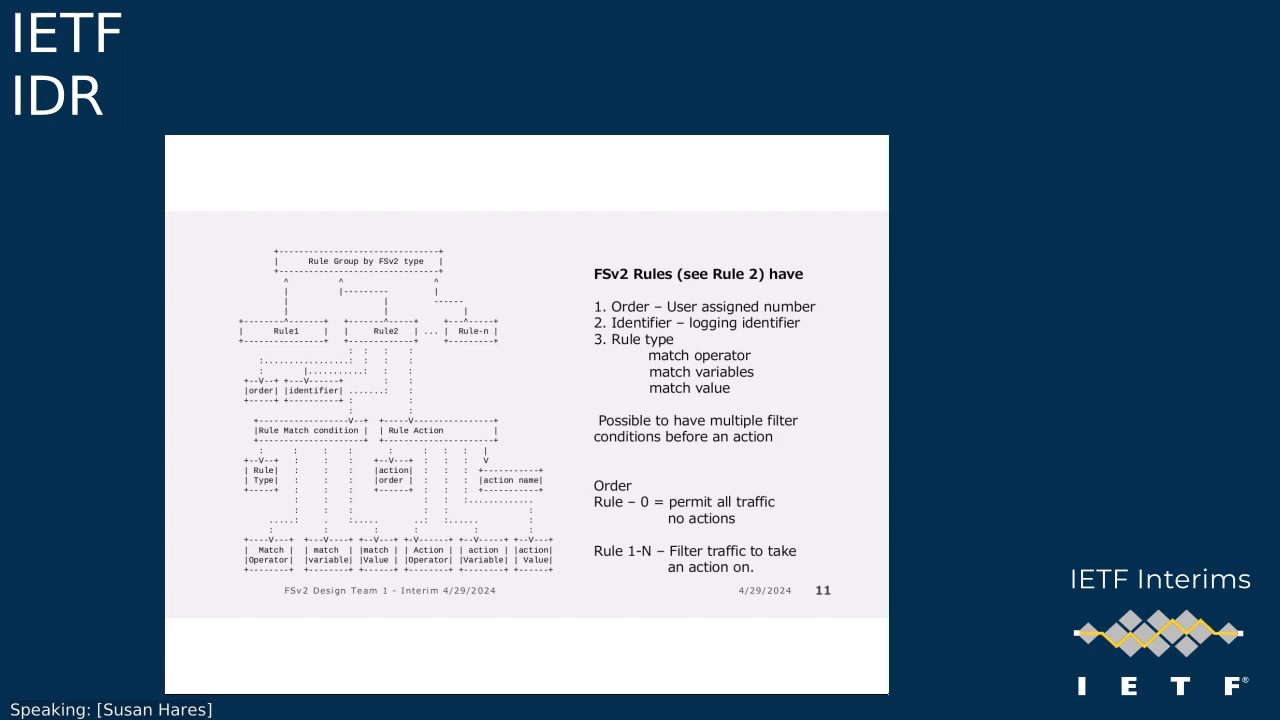 IETF
IDR
+------------------------------+
|      Rule Group by FSv2 type   |
+------------------------------+
^          ^                  ^
|          |---------         |
|                   |         ------
|                   |               |
+--------^-------+   +-------^-----+     +---^-----+
|     Rule1    |   |     Rule2   | ... |  Rule-n |
+--------------+   +-------------+     +---------+
:  :   :    :
:.................:  :   :    :
:        |...........:   :    :
+--V--+ +---V------+        :    :
|order| |identifier| .......:    :
+-----+ +----------+ :           :
:           :
+-------------------V--+  +-----V----------------+
|Rule Match condition |  | Rule Action          |
+----------------------+  +----------------------+
:      :     :    :       :      :   :   :   |
+--V--+   :     :    :    +--V---+  :   :   :   V
| Rule|   :     :    :    |action|  :   :   :  +-----------+
| Type|   :     :    :    |order |  :   :   :  |action name|
+-----+   :     :    :    +------+  :   :   :  +-----------+
:     :    :              :   :   :.............
:     :    :              :   :                :
.....:     .    :.....       ..:   :......          :
:          :         :       :           :          :
+----V---+  +---V----+ +--V---+ +-V------+ +--V-----+ +--V---+
|  Match |  | match  | |match | | Action | | action | |action|
|Operator|  |variable| |Value | |Operator| |Variable| | Value|
+--------+  +--------+ +------+ +--------+ +--------+ +------+
FSv2 Rules (see Rule 2) have
1. Order – User assigned number
2. Identifier – logging identifier
3. Rule type
match operator
match variables
match value
Possible to have multiple filter
conditions before an action
Order
Rule – 0 = permit all traffic
no actions
Rule 1-N – Filter traffic to take
an action on.
FSv2 Design Team 1 - Interim 4/29/2024
4/29/2024
11
IETF Interims
I E T F®
Speaking: [Susan Hares]